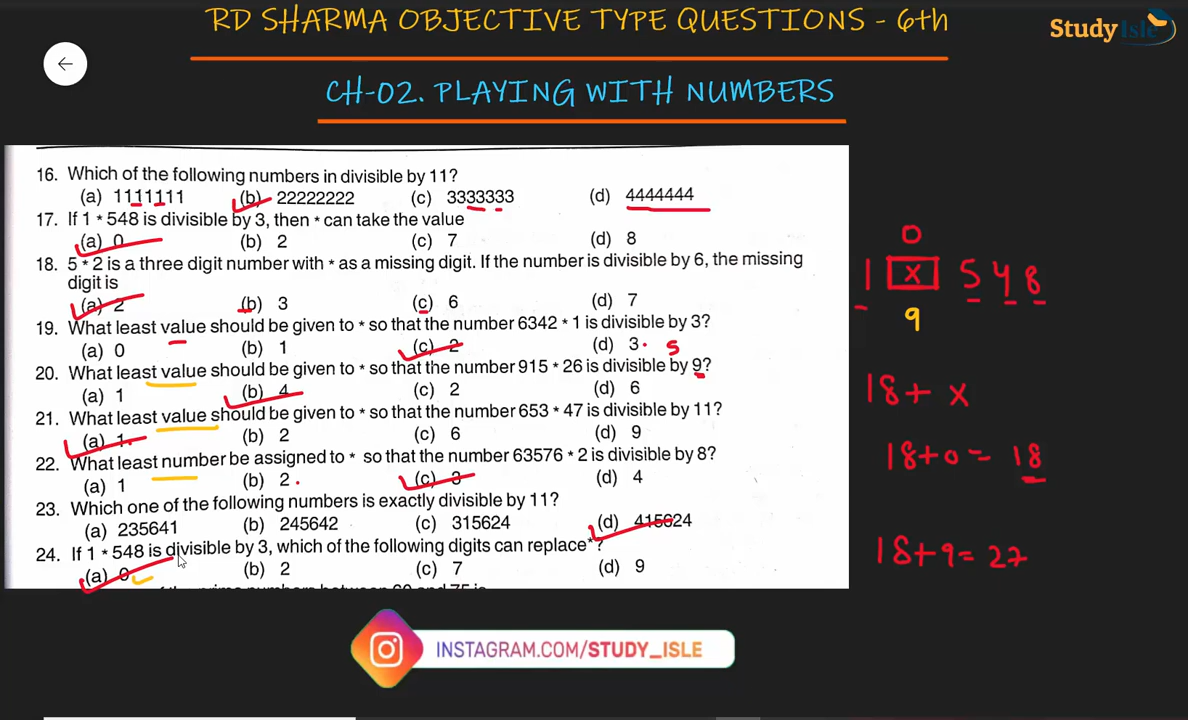 RD SHARMA OBJECTIVE TYPE QUESTIONS - 6th
Study Isle
CH-02. PLAYING WITH NUMBERS
16. Which of the following numbers in divisible by 11?
(a) 1111111 (b) 22222222 (c) 3333333 (d) 4444444
17. If 1 * 548 is divisible by 3, then * can take the value
(a) 0 (b) 2 (c) 7 (d) 8
18. 5 * 2 is a three digit number with * as a missing digit. If the number is divisible by 6, the missing
digit is
(a) 2 (b) 3 (c) 6 (d) 7
19. What least value should be given to * so that the number 6342 * 1 is divisible by 3?
(a) 0 (b) 1 (c) 2 (d) 3 5
20. What least value should be given to * so that the number 915 * 26 is divisible by 9?
(a) 1 (b) 4 (c) 2 (d) 6
21. What least value should be given to * so that the number 653 * 47 is divisible by 11?
(a) 1 (b) 2 (c) 6 (d) 9
22. What least number be assigned to * so that the number 63576 * 2 is divisible by 8?
(a) 1 (b) 2 (c) 3 (d) 4
23. Which one of the following numbers is exactly divisible by 11?
(a) 235641 (b) 245642 (c) 315624 (d) 415624
24. If 1 * 548 is divisible by 3, which of the following digits can replace *?
(a) 0 (b) 2 (c) 7 (d) 9
0
1 x 5 4 8
9
18 + x
18+0= 18
18+9= 27
INSTAGRAM.COM/STUDY_ISLE